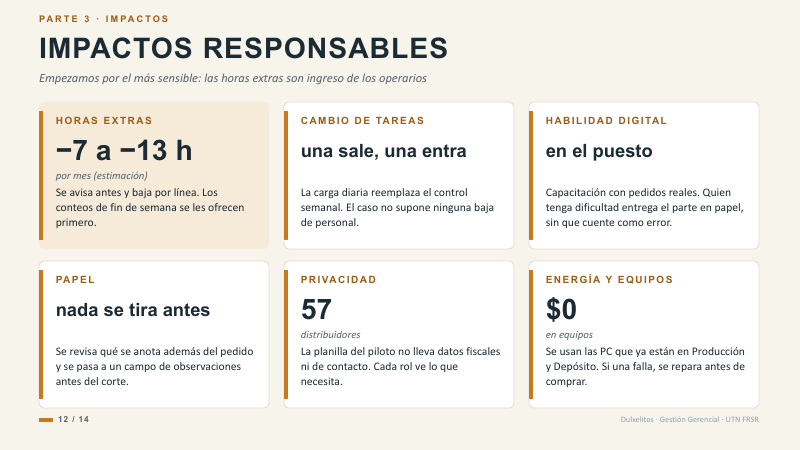 PARTE 3 · IMPACTOS
IMPACTOS RESPONSABLES
Empezamos por el más sensible: las horas extras son ingreso de los operarios
HORAS EXTRAS
−7 a −13 h
por mes (estimación)
Se avisa antes y baja por línea. Los
conteos de fin de semana se les ofrecen
primero.
CAMBIO DE TAREAS
una sale, una entra
La carga diaria reemplaza el control
semanal. El caso no supone ninguna baja
de personal.
HABILIDAD DIGITAL
en el puesto
Capacitación con pedidos reales. Quien
tenga dificultad entrega el parte en papel,
sin que cuente como error.
PAPEL
nada se tira antes
Se revisa qué se anota además del pedido
y se pasa a un campo de observaciones
antes del corte.
PRIVACIDAD
57
distribuidores
La planilla del piloto no lleva datos fiscales
ni de contacto. Cada rol ve lo que
necesita.
ENERGÍA Y EQUIPOS
$0
en equipos
Se usan las PC que ya están en Producción
y Depósito. Si una falla, se repara antes de
comprar.
12 / 14
Dulxelitos · Gestión Gerencial · UTN FRSR